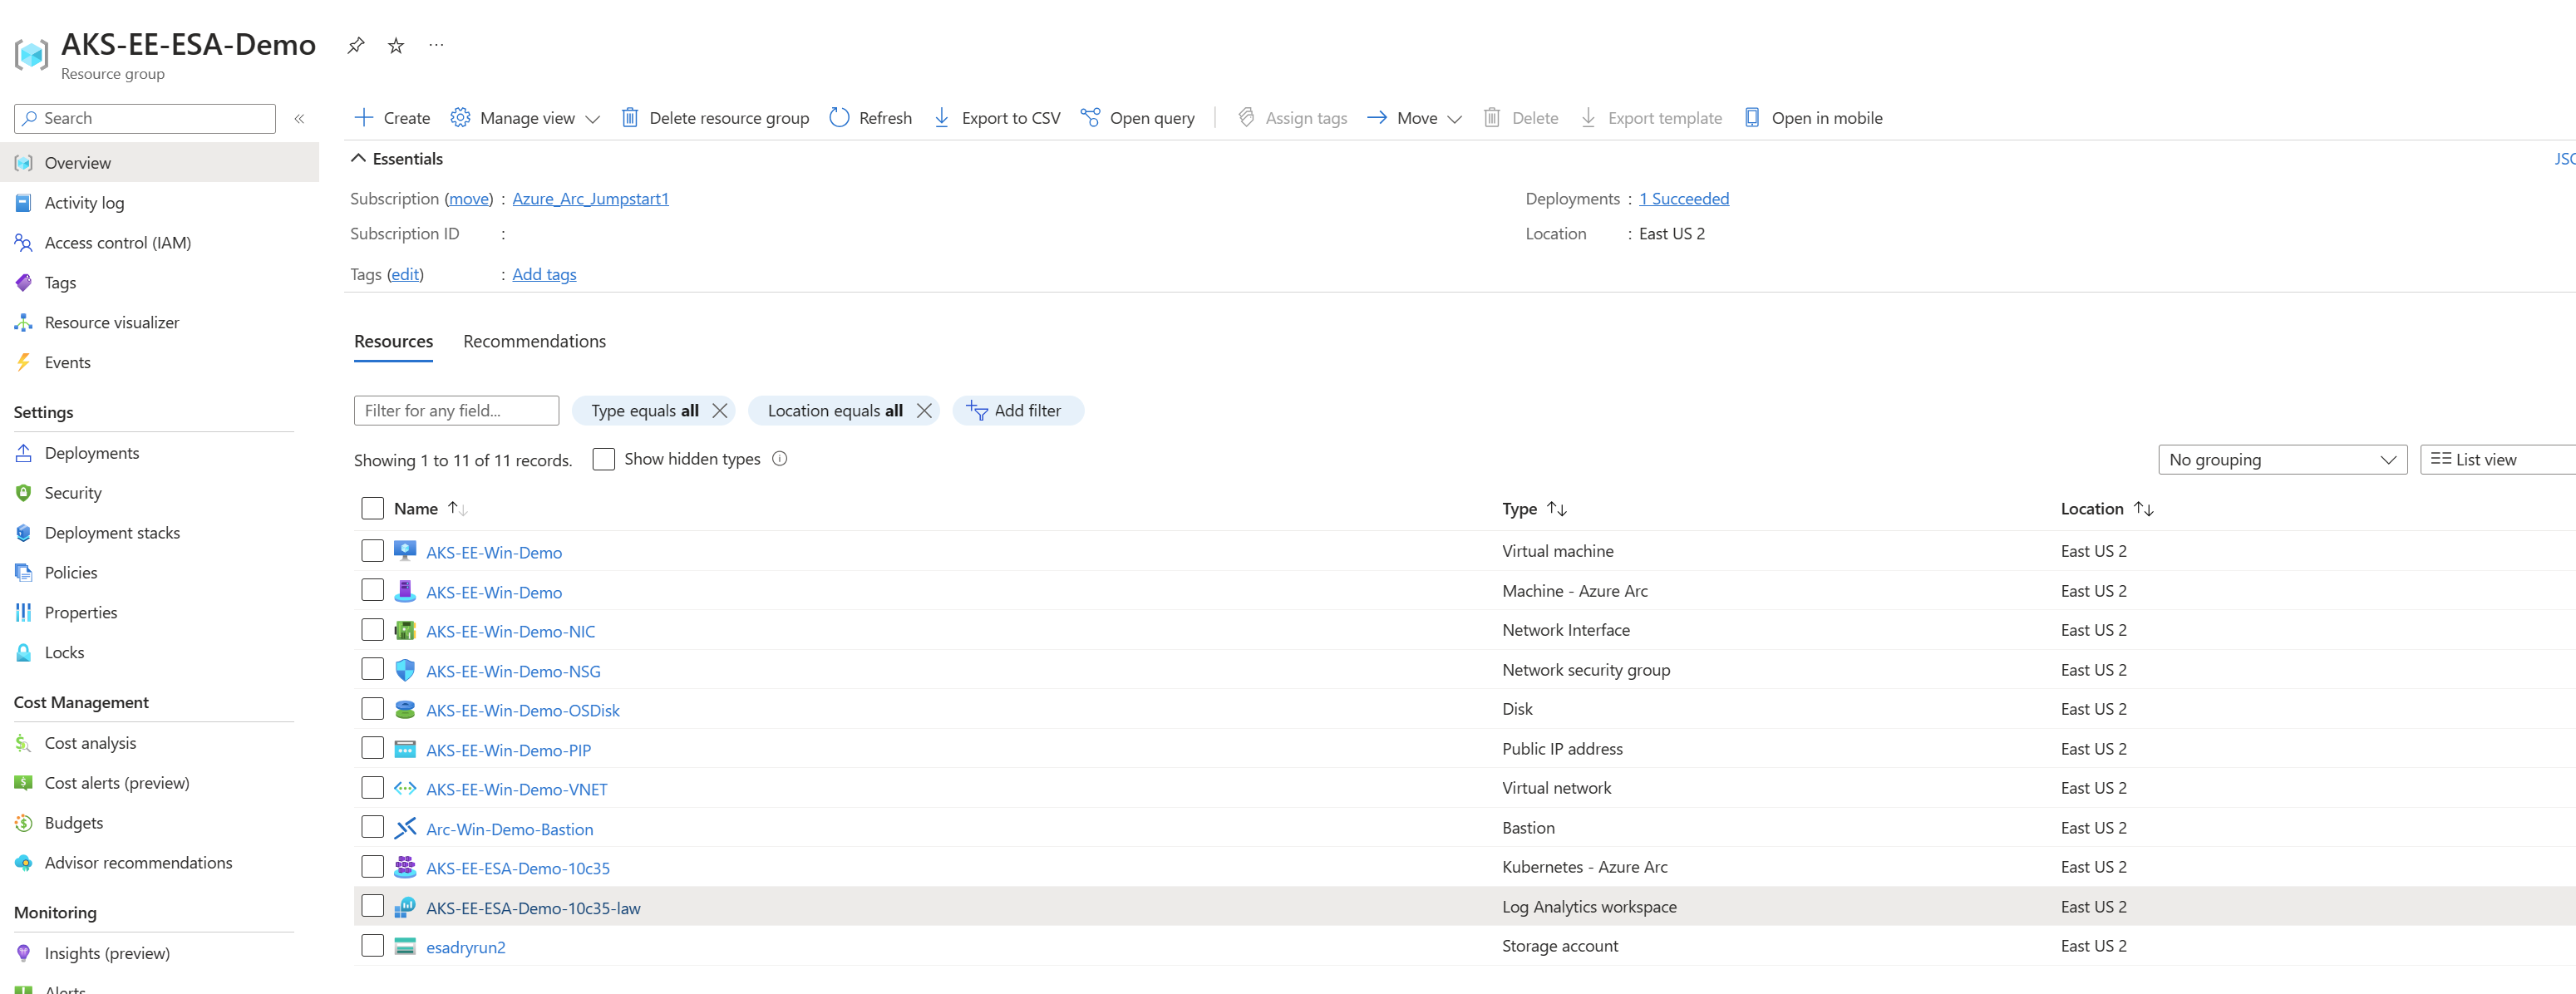 AKS-EE-ESA-Demo
Resource group
Search
Overview
Activity log
Access control (IAM)
Tags
Resource visualizer
Events
Settings
Deployments
Security
Deployment stacks
Policies
Properties
Locks
Cost Management
Cost analysis
Cost alerts (preview)
Budgets
Advisor recommendations
Monitoring
Insights (preview)
Alerts
Create Manage view Delete resource group Refresh Export to CSV Open query Assign tags Move Delete Export template Open in mobile
Essentials
Subscription (move) : Azure_Arc_Jumpstart1 Deployments : 1 Succeeded
Subscription ID : Location : East US 2
Tags (edit) : Add tags
Resources Recommendations
Filter for any field... Type equals all Location equals all Add filter
Showing 1 to 11 of 11 records. Show hidden types No grouping List view
Name Type Location
AKS-EE-Win-Demo Virtual machine East US 2
AKS-EE-Win-Demo Machine - Azure Arc East US 2
AKS-EE-Win-Demo-NIC Network Interface East US 2
AKS-EE-Win-Demo-NSG Network security group East US 2
AKS-EE-Win-Demo-OSDisk Disk East US 2
AKS-EE-Win-Demo-PIP Public IP address East US 2
AKS-EE-Win-Demo-VNET Virtual network East US 2
Arc-Win-Demo-Bastion Bastion East US 2
AKS-EE-ESA-Demo-10c35 Kubernetes - Azure Arc East US 2
AKS-EE-ESA-Demo-10c35-law Log Analytics workspace East US 2
esadryrun2 Storage account East US 2